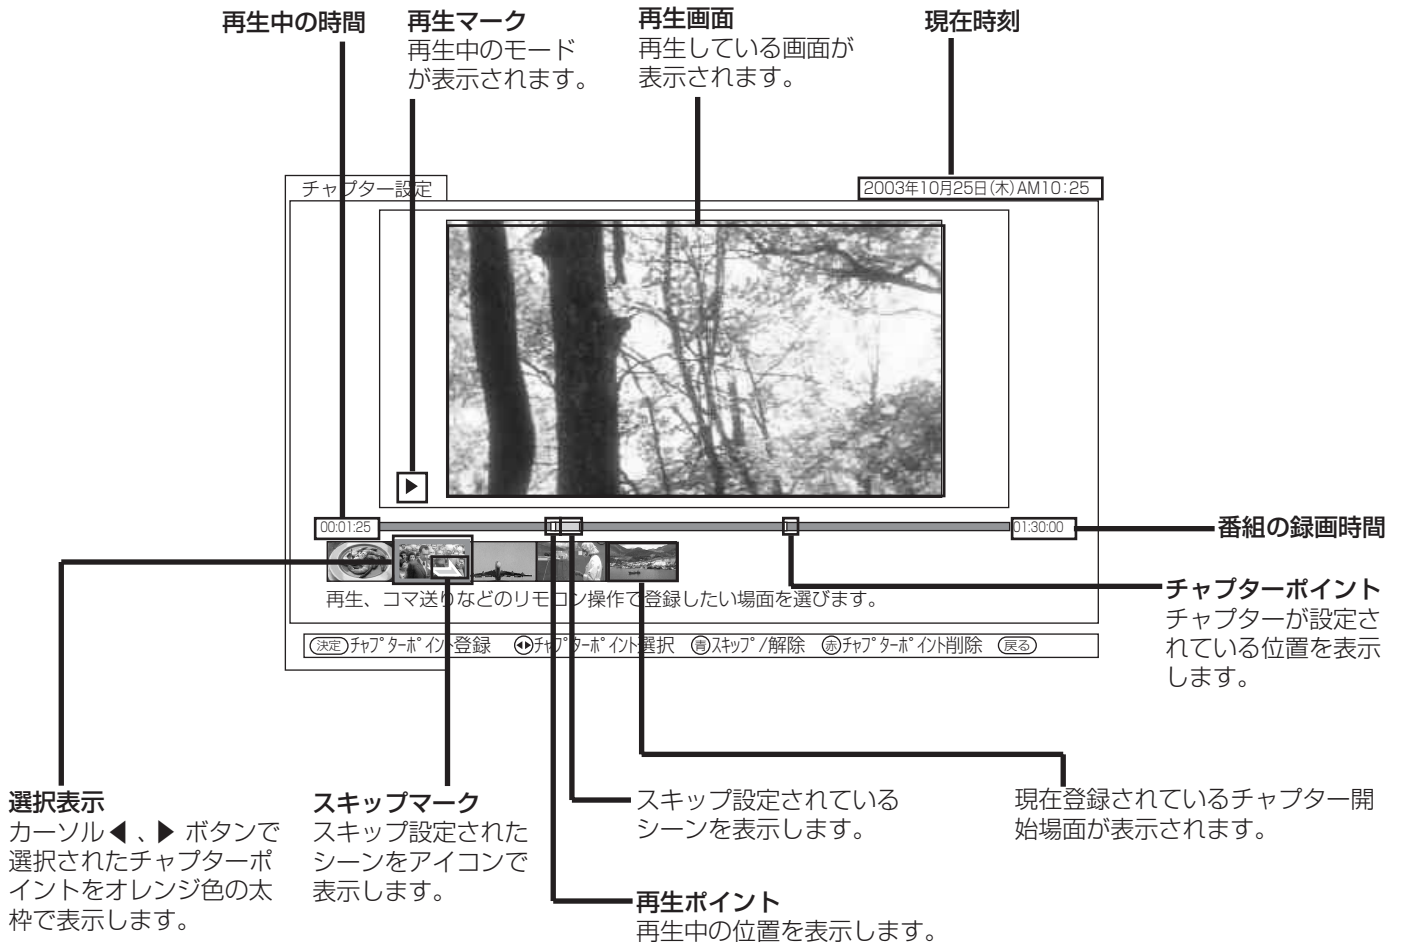 再生中の時間
再生マーク
再生中のモード
が表示されます。
再生画面
再生している画面が
表示されます。
現在時刻
チャプター設定
2003年10月25日(木)AM10:25
00:01:25
01:30:00
番組の録画時間
再生、コマ送りなどのリモコン操作で登録したい場面を選びます。
決定 ﾁｬﾌﾟﾀｰﾎﾟｲﾝﾄ登録 ◀▶ﾁｬﾌﾟﾀｰﾎﾟｲﾝﾄ選択 青ｽｷｯﾌﾟ/解除 赤ﾁｬﾌﾟﾀｰﾎﾟｲﾝﾄ削除 戻る
チャプターポイント
チャプターが設定さ
れている位置を表示
します。
選択表示
カーソル◀、▶ ボタンで
選択されたチャプターポ
イントをオレンジ色の太
枠で表示します。
スキップマーク
スキップ設定された
シーンをアイコンで
表示します。
スキップ設定されている
シーンを表示します。
再生ポイント
再生中の位置を表示します。
現在登録されているチャプター開
始場面が表示されます。